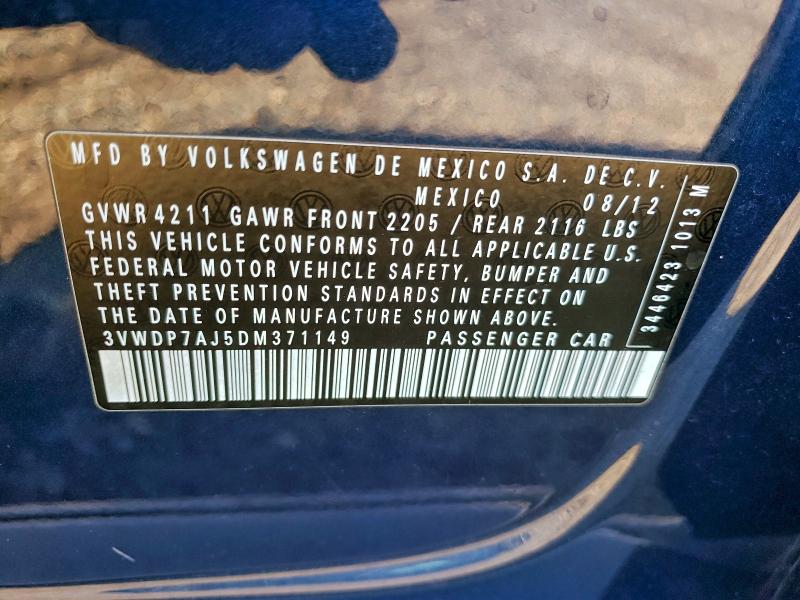 MFD BY VOLKSWAGEN DE MEXICO S.A. DE C.V.
MEXICO 08/12
GVWR 4211 GAWR FRONT 2205 / REAR 2116 LBS
THIS VEHICLE CONFORMS TO ALL APPLICABLE U.S.
FEDERAL MOTOR VEHICLE SAFETY, BUMPER AND
THEFT PREVENTION STANDARDS IN EFFECT ON
THE DATE OF MANUFACTURE SHOWN ABOVE.
3VWDP7AJ5DM371149 PASSENGER CAR
3446423 1013 M